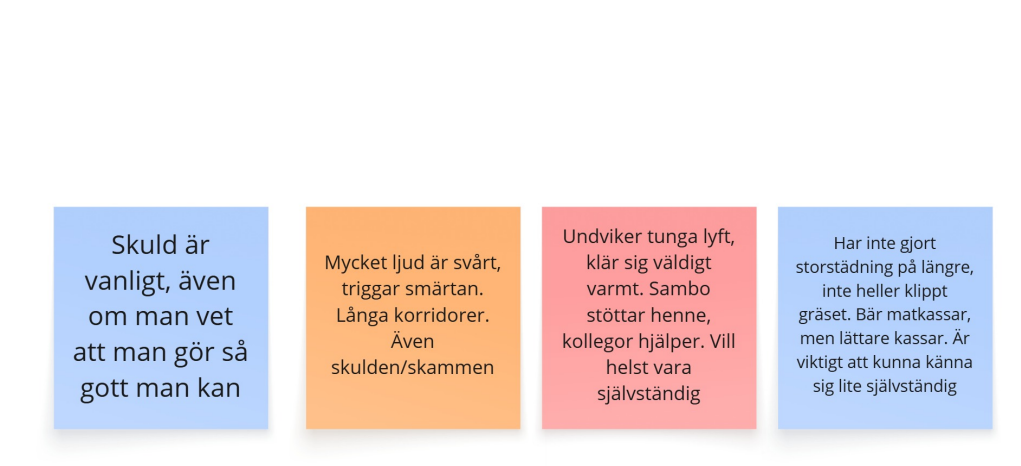 Skuld är
vanligt, även
om man vet
att man gör så
gott man kan
Mycket ljud är svårt,
triggar smärtan.
Långa korridorer.
Även
skulden/skammen
Undviker tunga lyft,
klär sig väldigt
varmt. Sambo
stöttar henne,
kollegor hjälper. Vill
helst vara
självständig
Har inte gjort
storstädning på längre,
inte heller klippt
gräset. Bär matkassar,
men lättare kassar. Är
viktigt att kunna känna
sig lite självständig